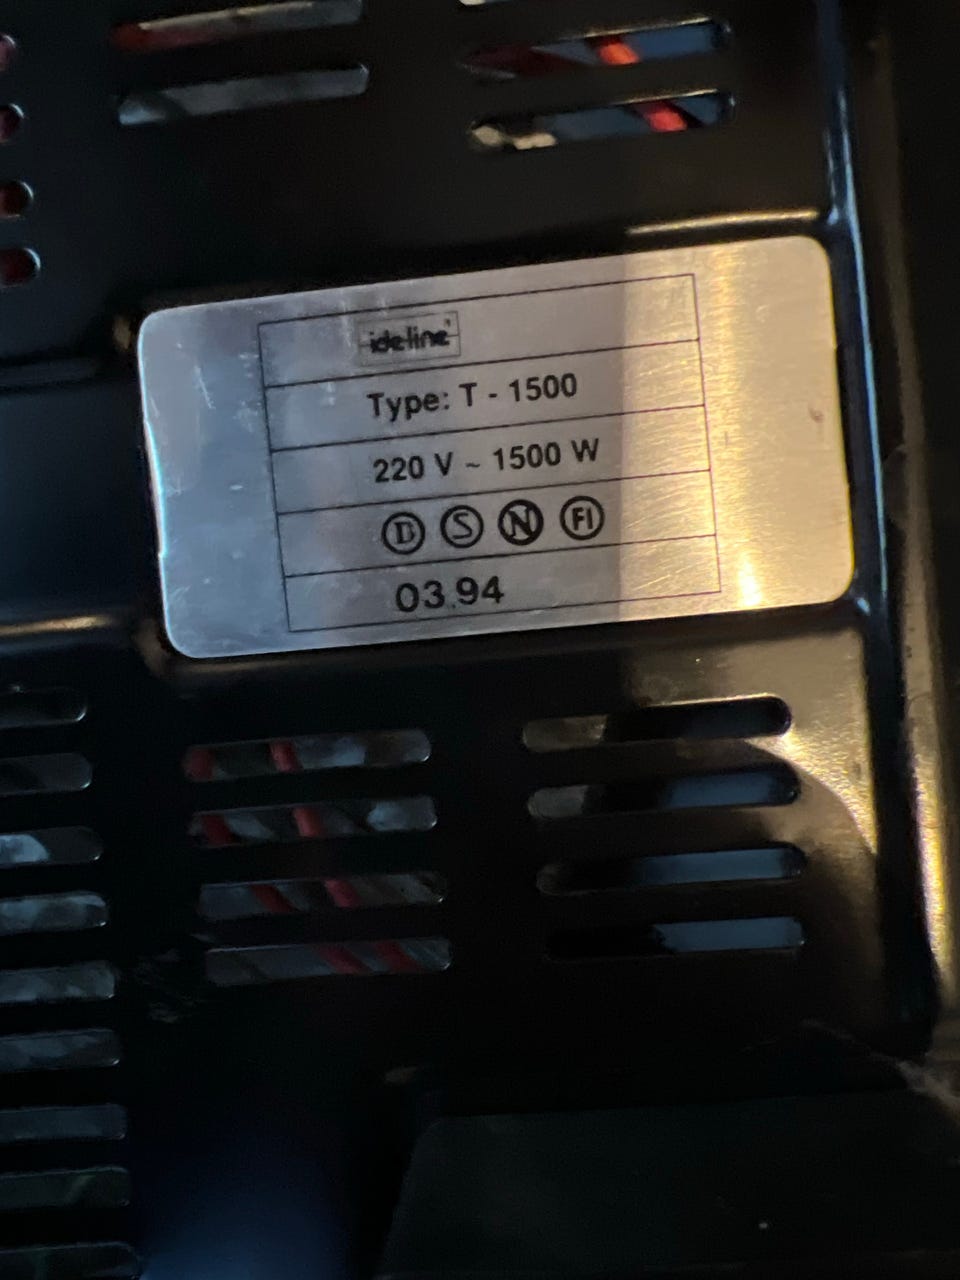 ideline
Type: T - 1500
220 V ~ 1500 W
D S N FI
03.94